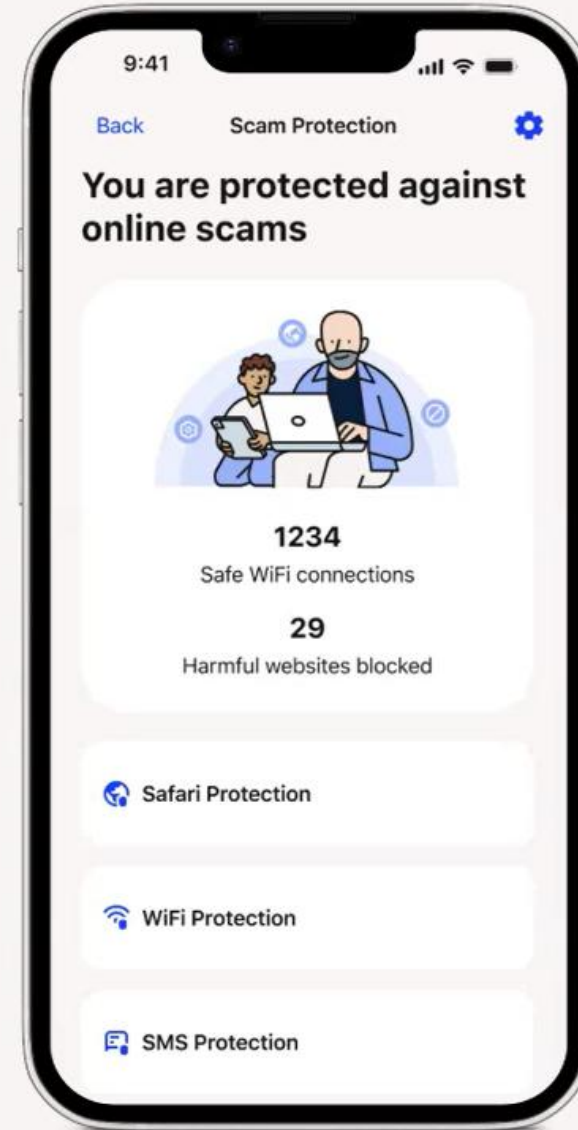 9:41
Back Scam Protection
You are protected against
online scams
1234
Safe WiFi connections
29
Harmful websites blocked
Safari Protection
WiFi Protection
SMS Protection